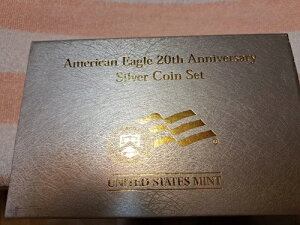 American Eagle 20th Anniversary
Silver Coin Set
UNITED STATES MINT